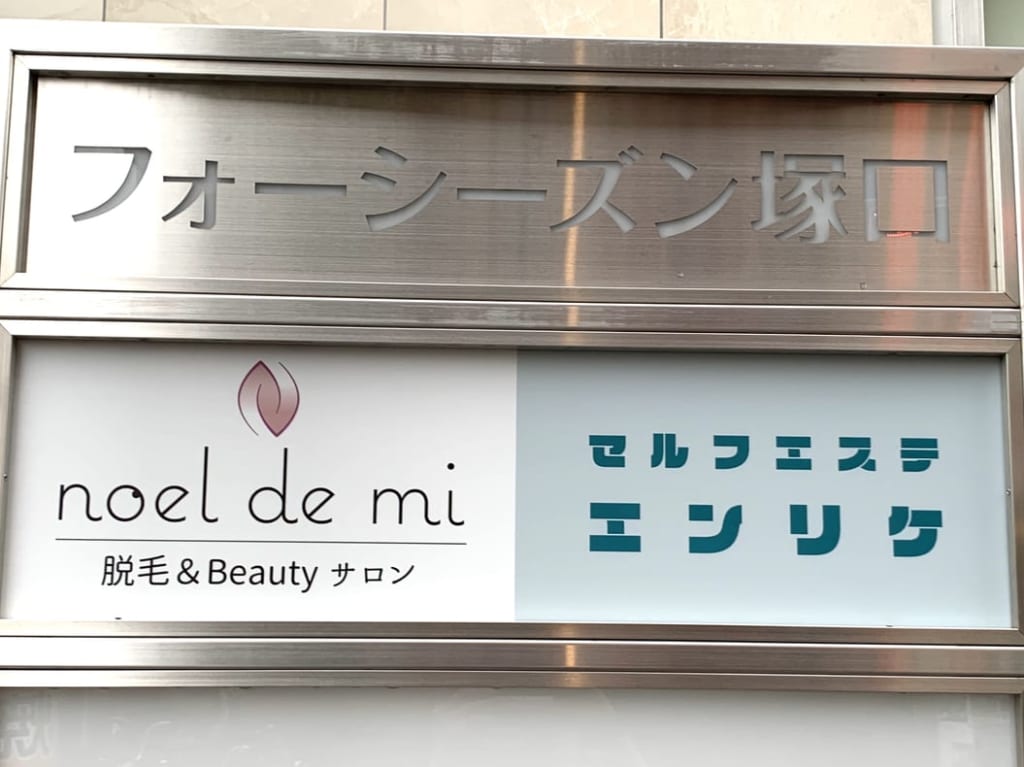 フォーシーズン塚口
noel de mi
脱毛&Beauty サロン
セルフエステ
エンリケ